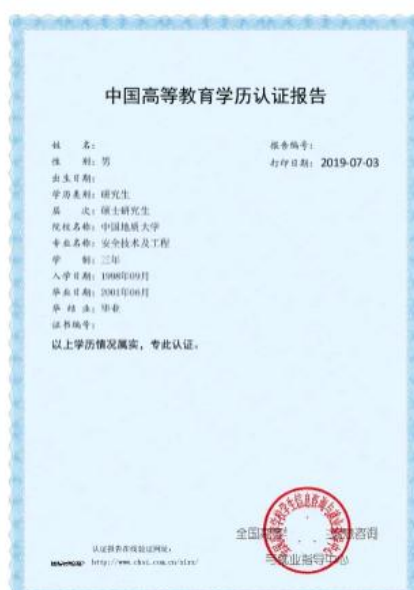 中国高等教育学历认证报告
姓 名：
报告编号：
性 别：男
打印日期：2019-07-03
出生日期：
学历类别：研究生
层 次：硕士研究生
院校名称：中国地质大学
专业名称：安全技术及工程
学 制：三年
入学日期：1998年09月
毕业日期：2001年06月
毕 结 业：毕业
证书编号：
以上学历情况属实，专此认证。
全国高
咨询
与就业指导中心
认证报告在线验证网址：
http://www.chsi.com.cn/xlrz/